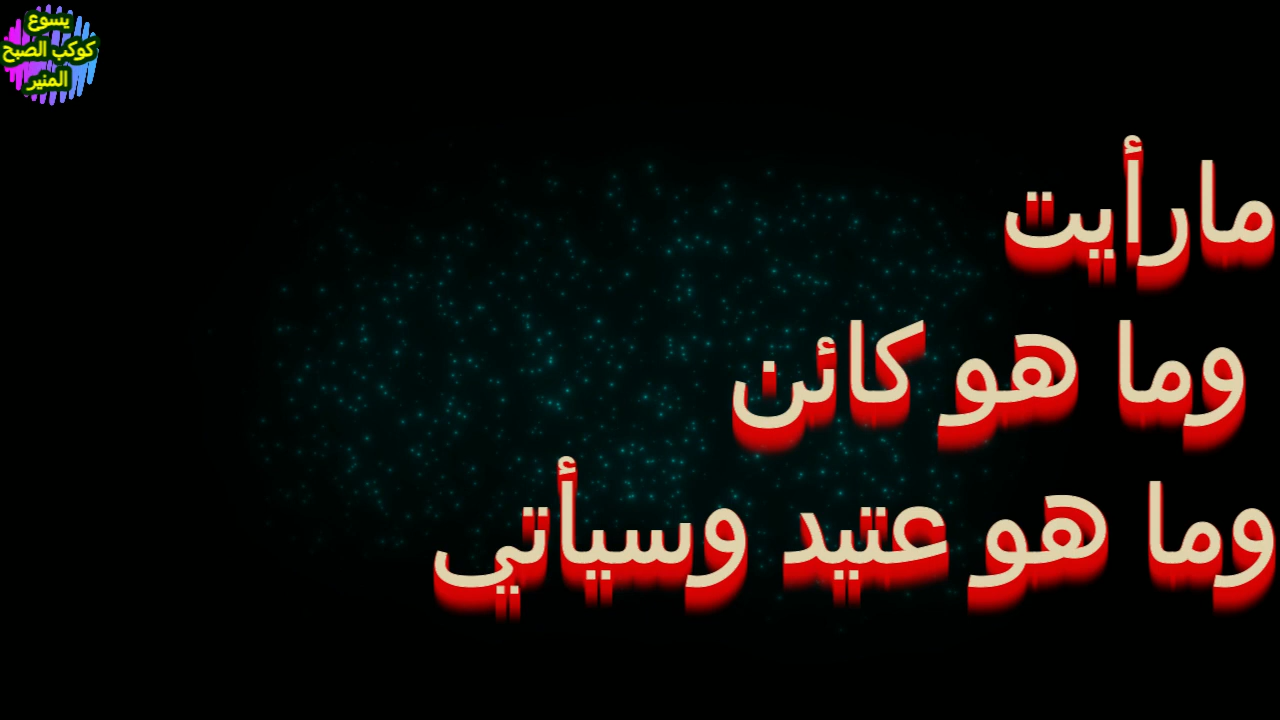 يسوع
كوكب الصبح
المنير
مارأيت
وما هو كائن
وما هو عتيد وسيأتي